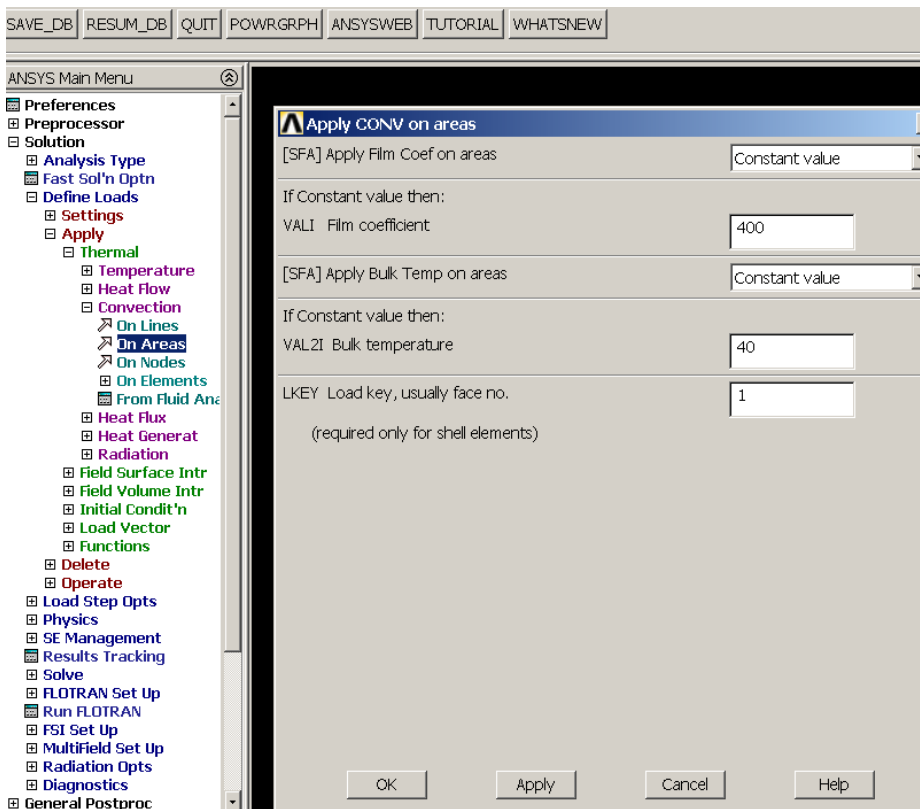 SAVE_DB RESUM_DB QUIT POWRGRPH ANSYSWEB TUTORIAL WHATSNEW
ANSYS Main Menu
Preferences
Preprocessor
Solution
Analysis Type
Fast Sol'n Optn
Define Loads
Settings
Apply
Thermal
Temperature
Heat Flow
Convection
On Lines
On Areas
On Nodes
On Elements
From Fluid Ana
Heat Flux
Heat Generat
Radiation
Field Surface Intr
Field Volume Intr
Initial Condit'n
Load Vector
Functions
Delete
Operate
Load Step Opts
Physics
SE Management
Results Tracking
Solve
FLOTRAN Set Up
Run FLOTRAN
FSI Set Up
MultiField Set Up
Radiation Opts
Diagnostics
General Postproc
Apply CONV on areas
[SFA] Apply Film Coef on areas Constant value
If Constant value then:
VALI Film coefficient 400
[SFA] Apply Bulk Temp on areas Constant value
If Constant value then:
VAL2I Bulk temperature 40
LKEY Load key, usually face no. 1
(required only for shell elements)
OK Apply Cancel Help